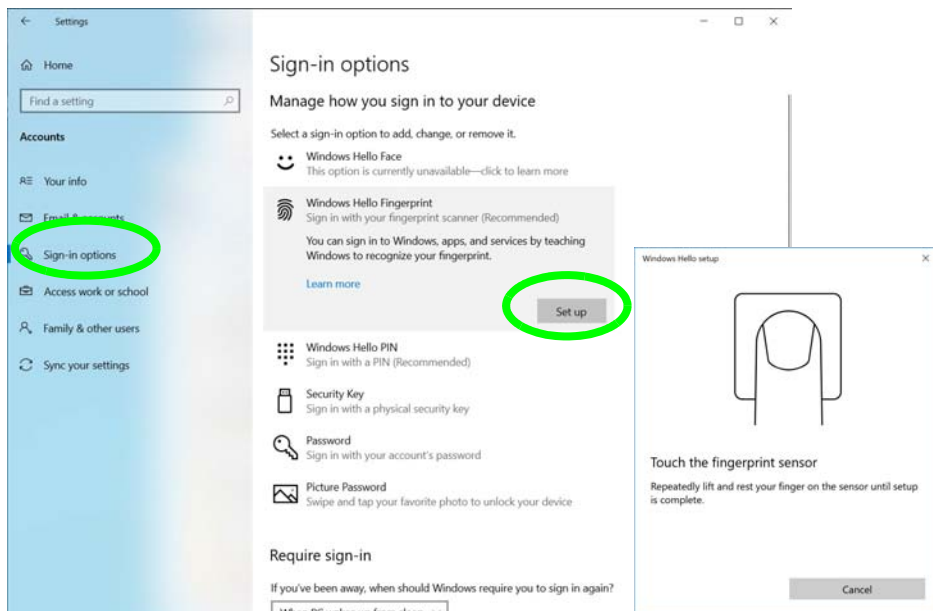 Settings
Home
Find a setting
Accounts
Your info
Email & accounts
Sign-in options
Access work or school
Family & other users
Sync your settings
Sign-in options
Manage how you sign in to your device
Select a sign-in option to add, change, or remove it.
Windows Hello Face
This option is currently unavailable—click to learn more
Windows Hello Fingerprint
Sign in with your fingerprint scanner (Recommended)
You can sign in to Windows, apps, and services by teaching
Windows to recognize your fingerprint.
Learn more
Set up
Windows Hello PIN
Sign in with a PIN (Recommended)
Security Key
Sign in with a physical security key
Password
Sign in with your account's password
Picture Password
Swipe and tap your favorite photo to unlock your device
Require sign-in
If you've been away, when should Windows require you to sign in again?
When PC wakes up from sleep
Windows Hello setup
Touch the fingerprint sensor
Repeatedly lift and rest your finger on the sensor until setup
is complete.
Cancel